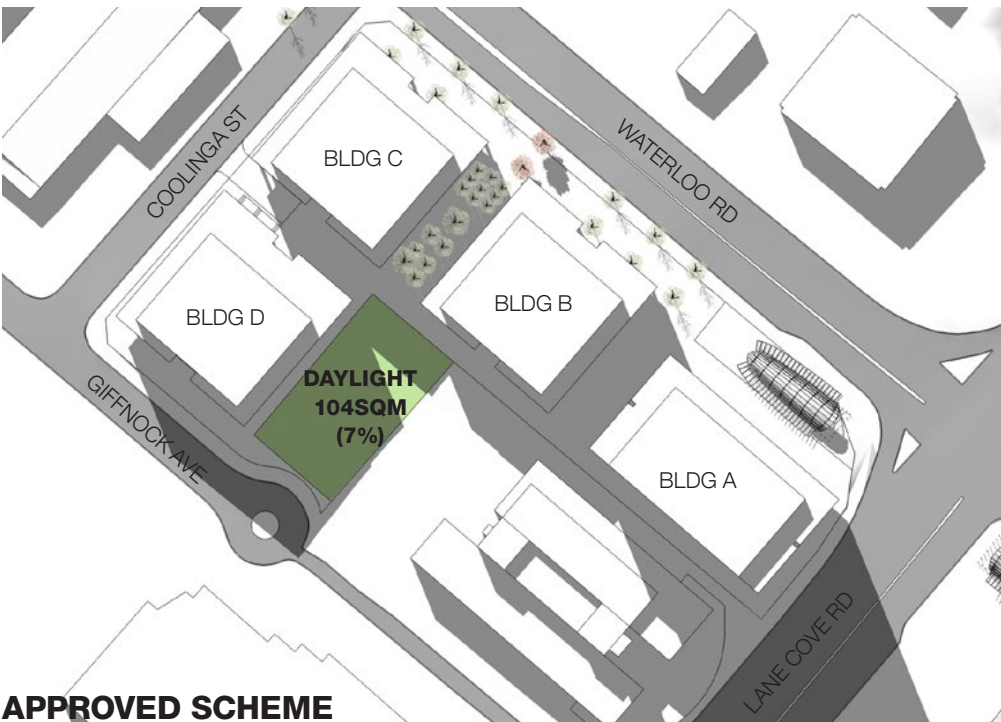 COOLINGA ST
WATERLOO RD
BLDG C
BLDG B
BLDG D
DAYLIGHT
104SQM
(7%)
GIFFNOCK AVE
BLDG A
LANE COVE RD
APPROVED SCHEME